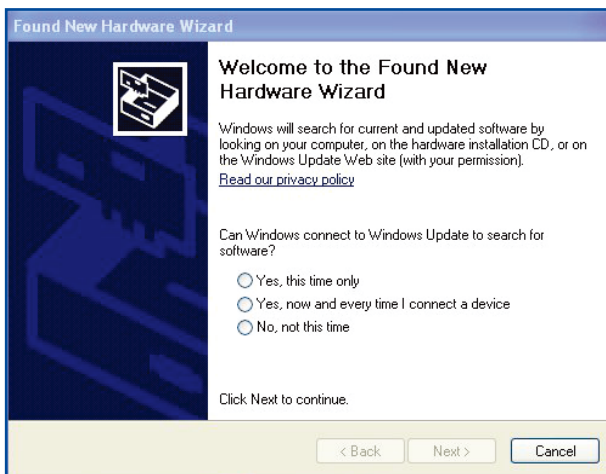 Found New Hardware Wizard
Welcome to the Found New
Hardware Wizard
Windows will search for current and updated software by
looking on your computer, on the hardware installation CD, or on
the Windows Update Web site (with your permission).
Read our privacy policy
Can Windows connect to Windows Update to search for
software?
Yes, this time only
Yes, now and every time I connect a device
No, not this time
Click Next to continue.
< Back Next > Cancel